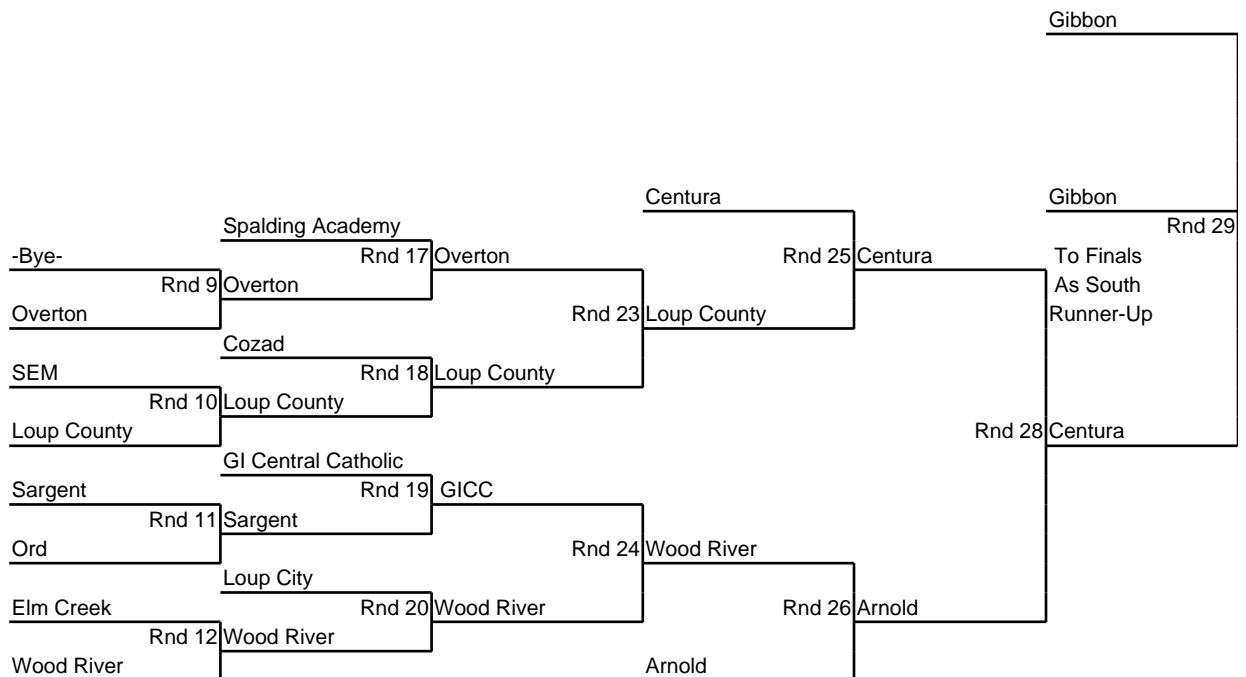 Gibbon
Centura Gibbon
Spalding Academy Rnd 29
-Bye- Rnd 17 Overton Rnd 25 Centura To Finals
Rnd 9 Overton As South
Overton Rnd 23 Loup County Runner-Up
Cozad
SEM Rnd 18 Loup County
Rnd 10 Loup County
Loup County Rnd 28 Centura
GI Central Catholic
Sargent Rnd 19 GICC
Rnd 11 Sargent
Ord Rnd 24 Wood River
Loup City
Elm Creek Rnd 20 Wood River Rnd 26 Arnold
Rnd 12 Wood River
Wood River Arnold